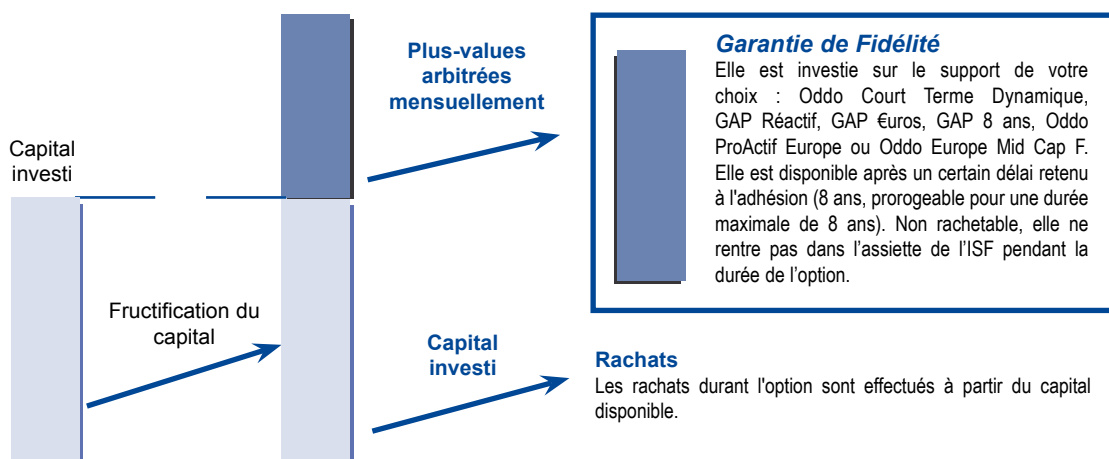 Capital
investi
Fructification du
capital
Plus-values
arbitrées
mensuellement
Garantie de Fidélité
Elle est investie sur le support de votre
choix : Oddo Court Terme Dynamique,
GAP Réactif, GAP €uros, GAP 8 ans, Oddo
ProActif Europe ou Oddo Europe Mid Cap F.
Elle est disponible après un certain délai retenu
à l'adhésion (8 ans, prorogeable pour une durée
maximale de 8 ans). Non rachetable, elle ne
rentre pas dans l’assiette de l’ISF pendant la
durée de l’option.
Capital
investi
Rachats
Les rachats durant l'option sont effectués à partir du capital
disponible.